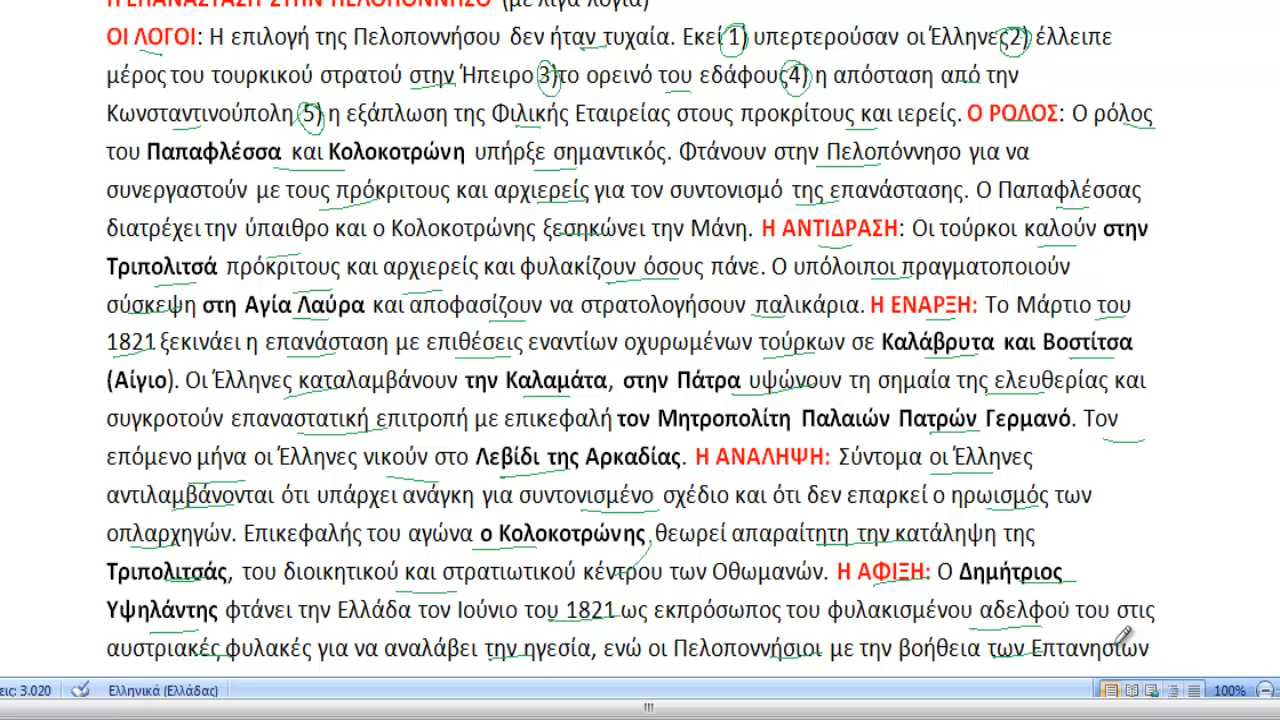 Η ΕΠΑΝΑΣΤΑΣΗ ΣΤΗΝ ΠΕΛΟΠΟΝΝΗΣΟ (με λίγα λόγια)
ΟΙ ΛΟΓΟΙ: Η επιλογή της Πελοποννήσου δεν ήταν τυχαία. Εκεί 1) υπερτερούσαν οι Έλληνες 2) έλλειπε
μέρος του τουρκικού στρατού στην Ήπειρο 3)το ορεινό του εδάφους 4) η απόσταση από την
Κωνσταντινούπολη 5) η εξάπλωση της Φιλικής Εταιρείας στους προκρίτους και ιερείς. Ο ΡΟΛΟΣ: Ο ρόλος
του Παπαφλέσσα και Κολοκοτρώνη υπήρξε σημαντικός. Φτάνουν στην Πελοπόννησο για να
συνεργαστούν με τους πρόκριτους και αρχιερείς για τον συντονισμό της επανάστασης. Ο Παπαφλέσσας
διατρέχει την ύπαιθρο και ο Κολοκοτρώνης ξεσηκώνει την Μάνη. Η ΑΝΤΙΔΡΑΣΗ: Οι τούρκοι καλούν στην
Τριπολιτσά πρόκριτους και αρχιερείς και φυλακίζουν όσους πάνε. Ο υπόλοιποι πραγματοποιούν
σύσκεψη στη Αγία Λαύρα και αποφασίζουν να στρατολογήσουν παλικάρια. Η ΕΝΑΡΞΗ: Το Μάρτιο του
1821 ξεκινάει η επανάσταση με επιθέσεις εναντίων οχυρωμένων τούρκων σε Καλάβρυτα και Βοστίτσα
(Αίγιο). Οι Έλληνες καταλαμβάνουν την Καλαμάτα, στην Πάτρα υψώνουν τη σημαία της ελευθερίας και
συγκροτούν επαναστατική επιτροπή με επικεφαλή τον Μητροπολίτη Παλαιών Πατρών Γερμανό. Τον
επόμενο μήνα οι Έλληνες νικούν στο Λεβίδι της Αρκαδίας. Η ΑΝΑΛΗΨΗ: Σύντομα οι Έλληνες
αντιλαμβάνονται ότι υπάρχει ανάγκη για συντονισμένο σχέδιο και ότι δεν επαρκεί ο ηρωισμός των
οπλαρχηγών. Επικεφαλής του αγώνα ο Κολοκοτρώνης, θεωρεί απαραίτητη την κατάληψη της
Τριπολιτσάς, του διοικητικού και στρατιωτικού κέντρου των Οθωμανών. Η ΑΦΙΞΗ: Ο Δημήτριος
Υψηλάντης φτάνει την Ελλάδα τον Ιούνιο του 1821 ως εκπρόσωπος του φυλακισμένου αδελφού του στις
αυστριακές φυλακές για να αναλάβει την ηγεσία, ενώ οι Πελοποννήσιοι με την βοήθεια των Επτανησίων
εις: 3.020 Ελληνικά (Ελλάδας) 100%